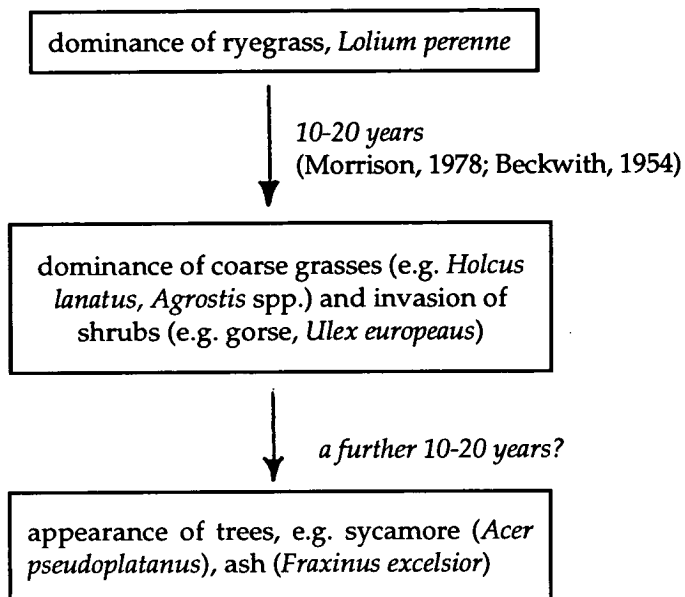 dominance of ryegrass, Lolium perenne
10-20 years
(Morrison, 1978; Beckwith, 1954)
dominance of coarse grasses (e.g. Holcus
lanatus, Agrostis spp.) and invasion of
shrubs (e.g. gorse, Ulex europeaus)
a further 10-20 years?
appearance of trees, e.g. sycamore (Acer
pseudoplatanus), ash (Fraxinus excelsior)